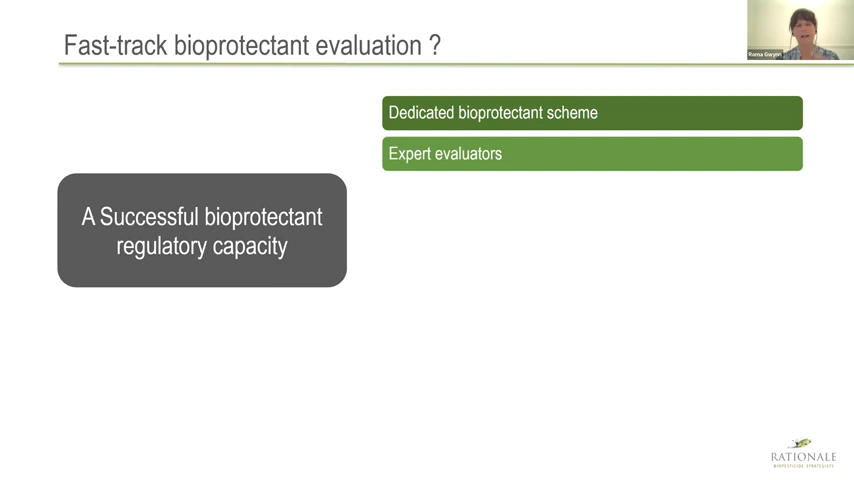 Fast-track bioprotectant evaluation ?
Roma Gwynn
Dedicated bioprotectant scheme
Expert evaluators
A Successful bioprotectant
regulatory capacity
RATIONALE
BIOPESTICIDE STRATEGISTS